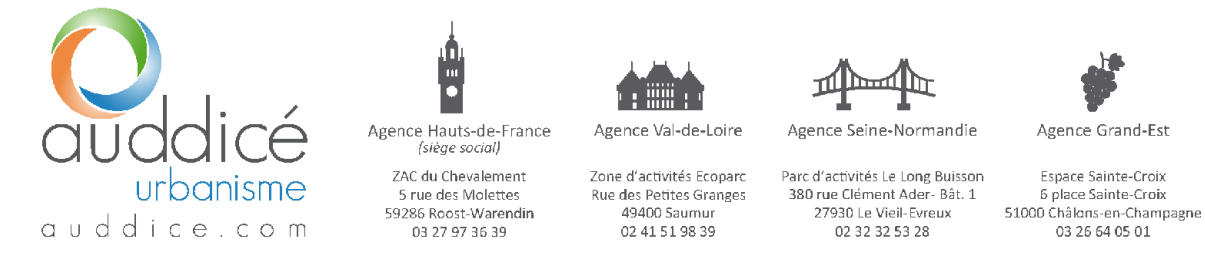 auddicé
urbanisme
auddice.com
Agence Hauts-de-France
(siège social)
ZAC du Chevalement
5 rue des Molettes
59286 Roost-Warendin
03 27 97 36 39
Agence Val-de-Loire
Zone d'activités Ecoparc
Rue des Petites Granges
49400 Saumur
02 41 51 98 39
Agence Seine-Normandie
Parc d'activités Le Long Buisson
380 rue Clément Ader- Bât. 1
27930 Le Vieil-Evreux
02 32 32 53 28
Agence Grand-Est
Espace Sainte-Croix
6 place Sainte-Croix
51000 Châlons-en-Champagne
03 26 64 05 01